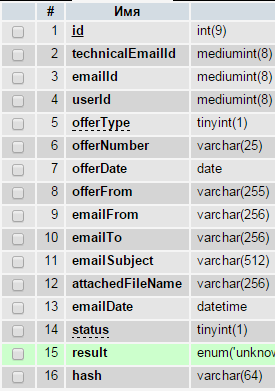 # Имя
1 id int(9)
2 technicalEmailId mediumint(8)
3 emailId mediumint(8)
4 userId mediumint(8)
5 offerType tinyint(1)
6 offerNumber varchar(25)
7 offerDate date
8 offerFrom varchar(255)
9 emailFrom varchar(256)
10 emailTo varchar(256)
11 emailSubject varchar(512)
12 attachedFileName varchar(256)
13 emailDate datetime
14 status tinyint(1)
15 result enum('unknow
16 hash varchar(64)